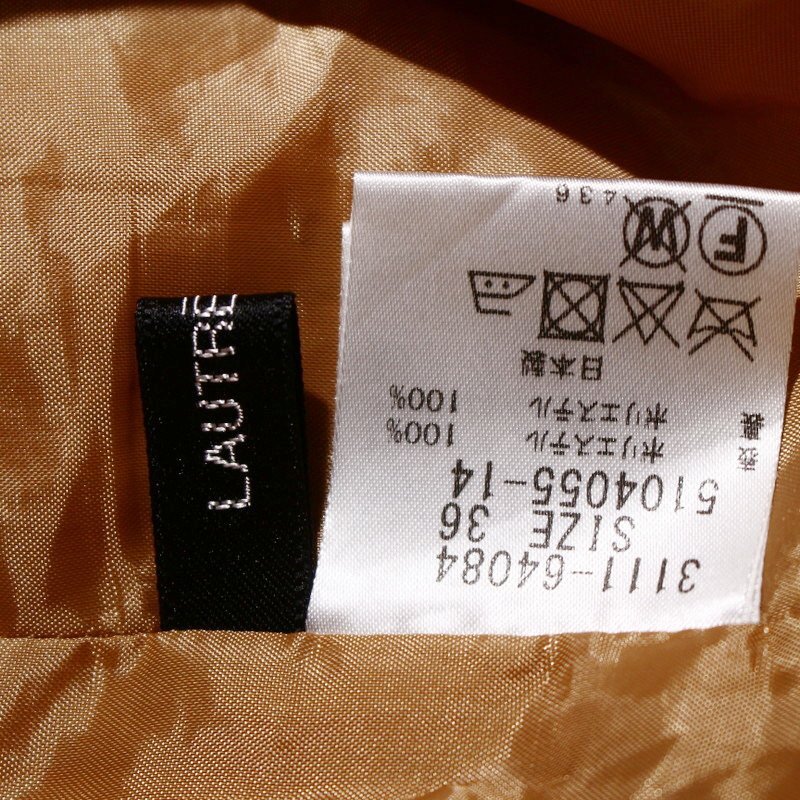 LAUTRE
3111-64084
SIZE 36
5104055-14
ポリエステル 100%
ポリエステル 100%
日本製
F W
436